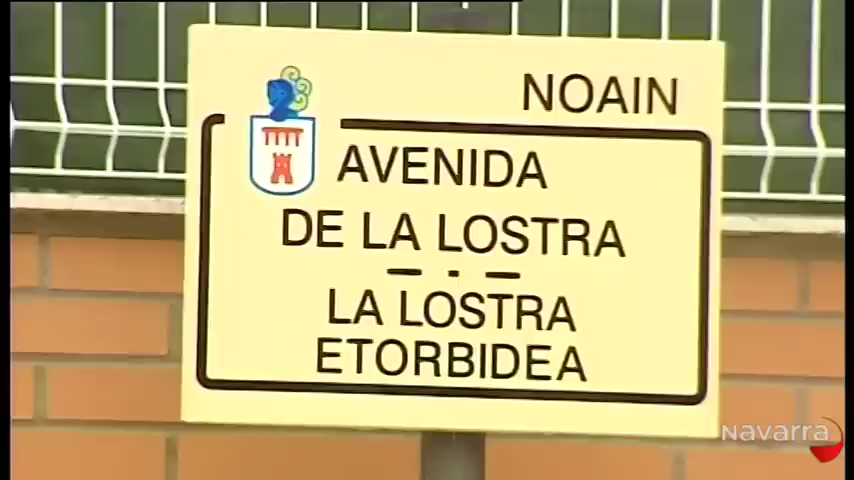 NOAIN
AVENIDA
DE LA LOSTRA
— · —
LA LOSTRA
ETORBIDEA
Navarra